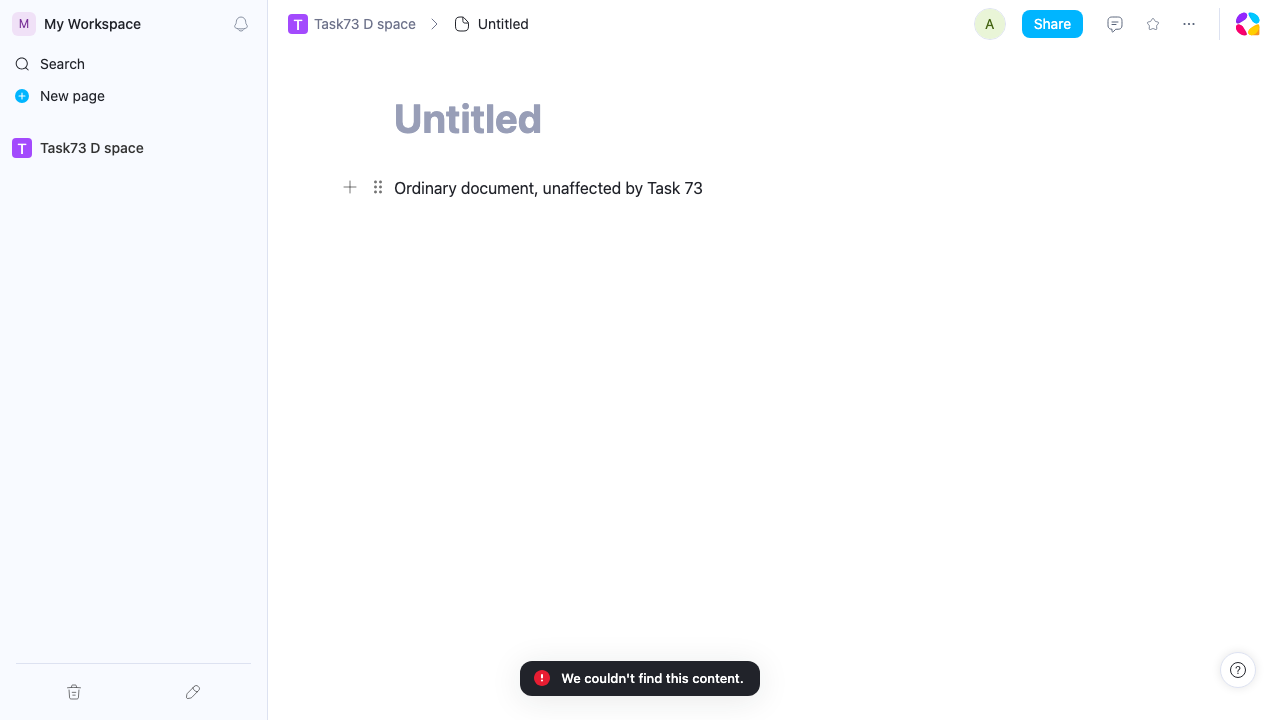 M My Workspace
Search
New page
T Task73 D space
T Task73 D space Untitled
A Share
Untitled
Ordinary document, unaffected by Task 73
We couldn't find this content.